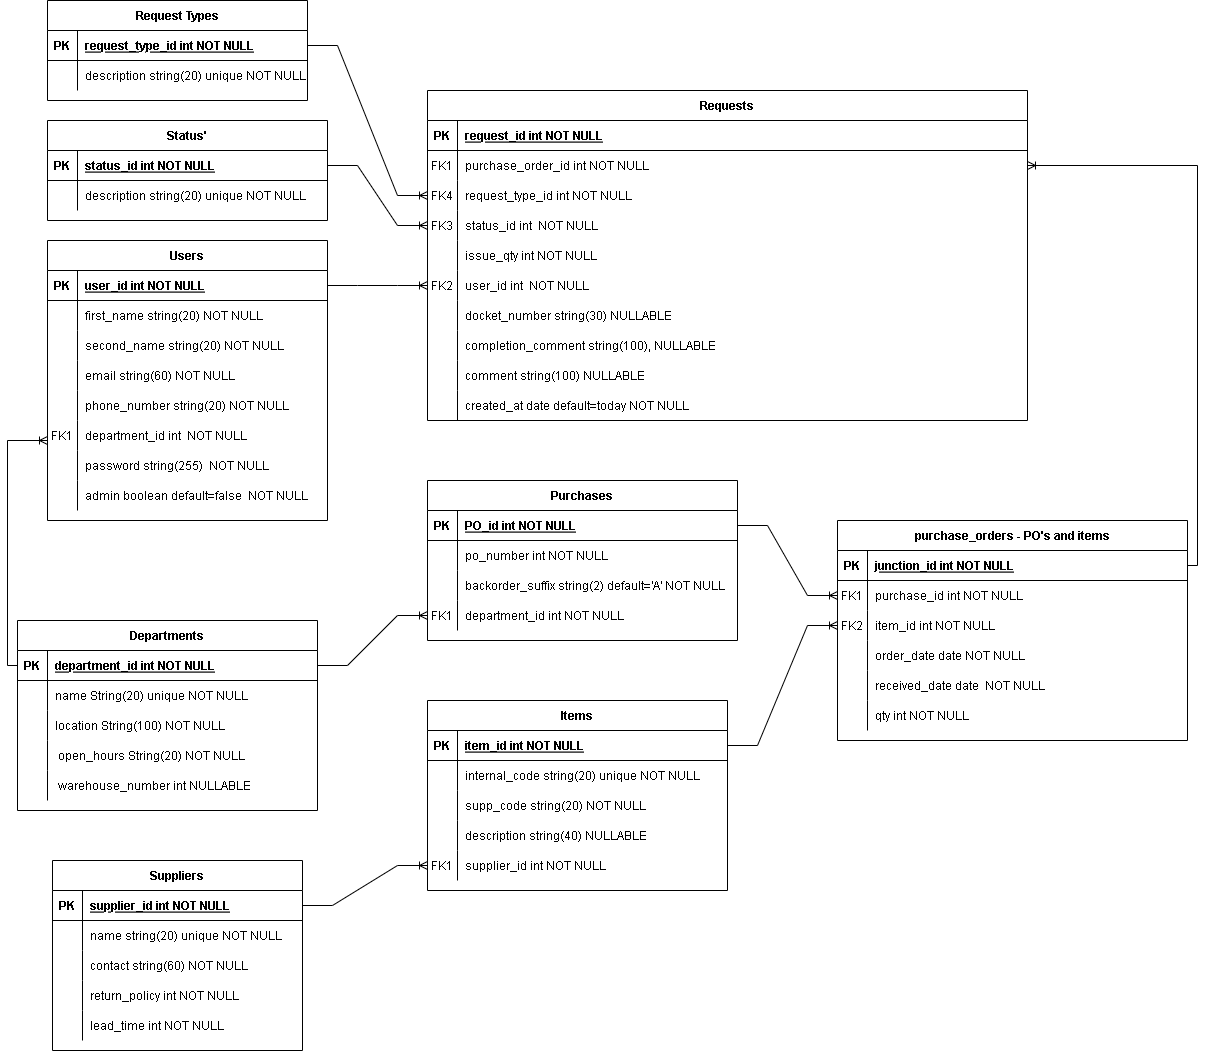 Request Types
PK request_type_id int NOT NULL
description string(20) unique NOT NULL
Status'
PK status_id int NOT NULL
description string(20) unique NOT NULL
Users
PK user_id int NOT NULL
first_name string(20) NOT NULL
second_name string(20) NOT NULL
email string(60) NOT NULL
phone_number string(20) NOT NULL
FK1 department_id int NOT NULL
password string(255) NOT NULL
admin boolean default=false NOT NULL
Requests
PK request_id int NOT NULL
FK1 purchase_order_id int NOT NULL
FK4 request_type_id int NOT NULL
FK3 status_id int NOT NULL
issue_qty int NOT NULL
FK2 user_id int NOT NULL
docket_number string(30) NULLABLE
completion_comment string(100), NULLABLE
comment string(100) NULLABLE
created_at date default=today NOT NULL
Purchases
PK PO_id int NOT NULL
po_number int NOT NULL
backorder_suffix string(2) default='A' NOT NULL
FK1 department_id int NOT NULL
purchase_orders - PO's and items
PK junction_id int NOT NULL
FK1 purchase_id int NOT NULL
FK2 item_id int NOT NULL
order_date date NOT NULL
received_date date NOT NULL
qty int NOT NULL
Departments
PK department_id int NOT NULL
name String(20) unique NOT NULL
location String(100) NOT NULL
open_hours String(20) NOT NULL
warehouse_number int NULLABLE
Items
PK item_id int NOT NULL
internal_code string(20) unique NOT NULL
supp_code string(20) NOT NULL
description string(40) NULLABLE
FK1 supplier_id int NOT NULL
Suppliers
PK supplier_id int NOT NULL
name string(20) unique NOT NULL
contact string(60) NOT NULL
return_policy int NOT NULL
lead_time int NOT NULL